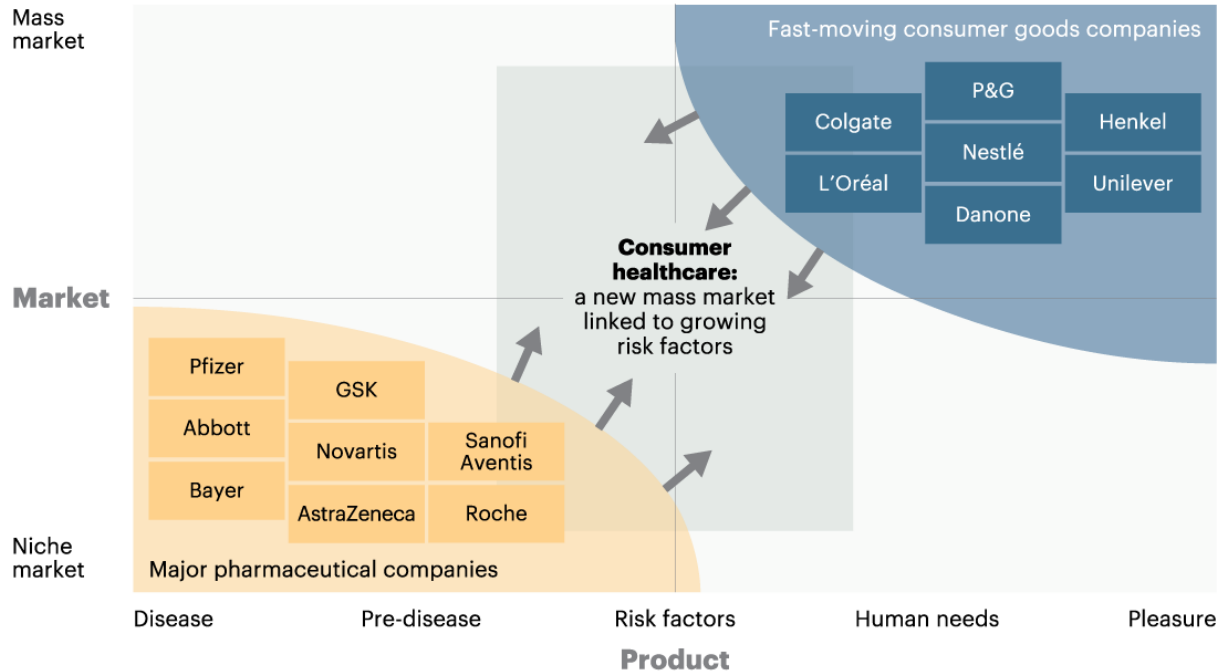 Mass
market
Fast-moving consumer goods companies
P&G
Colgate
Henkel
Nestlé
L'Oréal
Unilever
Danone
Consumer
healthcare:
a new mass market
linked to growing
risk factors
Market
Pfizer
GSK
Abbott
Novartis
Sanofi
Aventis
Bayer
AstraZeneca
Roche
Niche
market
Major pharmaceutical companies
Disease
Pre-disease
Risk factors
Human needs
Pleasure
Product